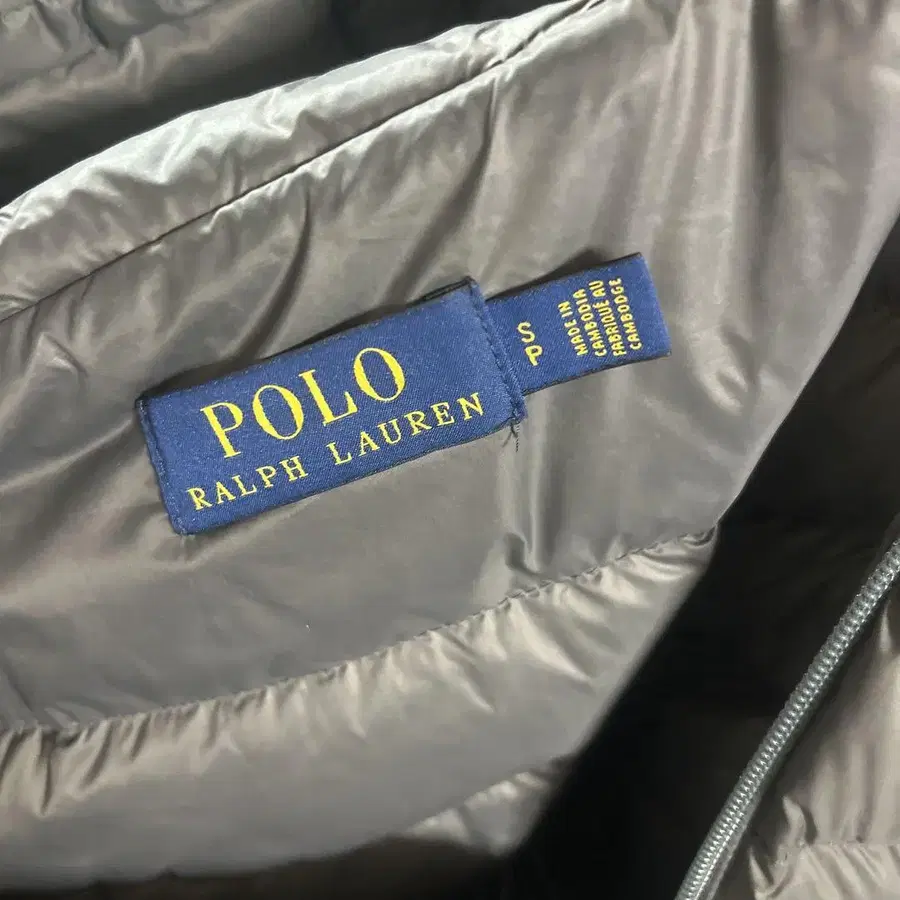 POLO
RALPH LAUREN
S
P
MADE IN
CAMBODIA
FABRIQUÉ AU
CAMBODGE